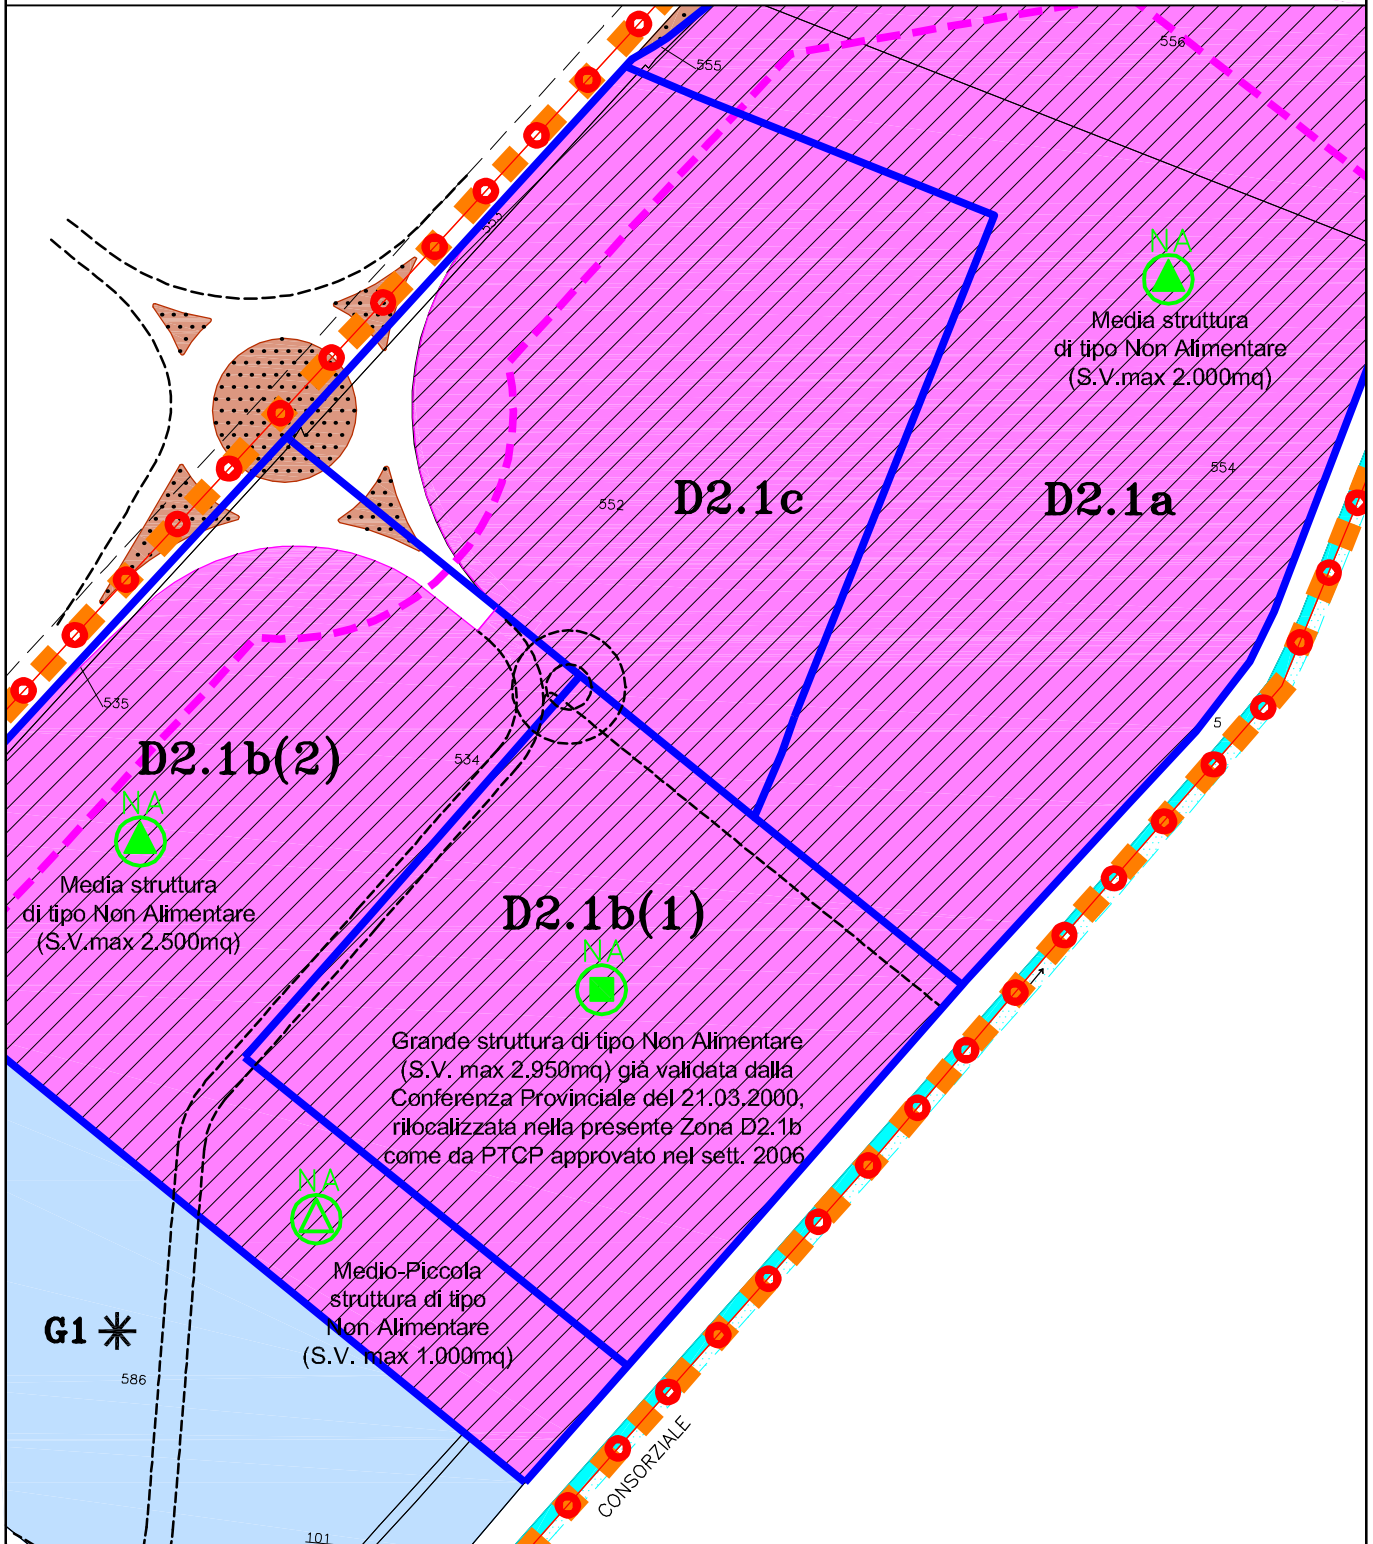 555
556
553
NA
Media struttura
di tipo Non Alimentare
(S.V.max 2.000mq)
554
552
D2.1c
D2.1a
535
5
D2.1b(2)
534
NA
Media struttura
di tipo Non Alimentare
(S.V.max 2.500mq)
D2.1b(1)
NA
Grande struttura di tipo Non Alimentare
(S.V. max 2.950mq) già validata dalla
Conferenza Provinciale del 21.03.2000,
rilocalizzata nella presente Zona D2.1b
come da PTCP approvato nel sett. 2006
NA
Medio-Piccola
struttura di tipo
Non Alimentare
(S.V. max 1.000mq)
G1
586
CONSORZIALE
101